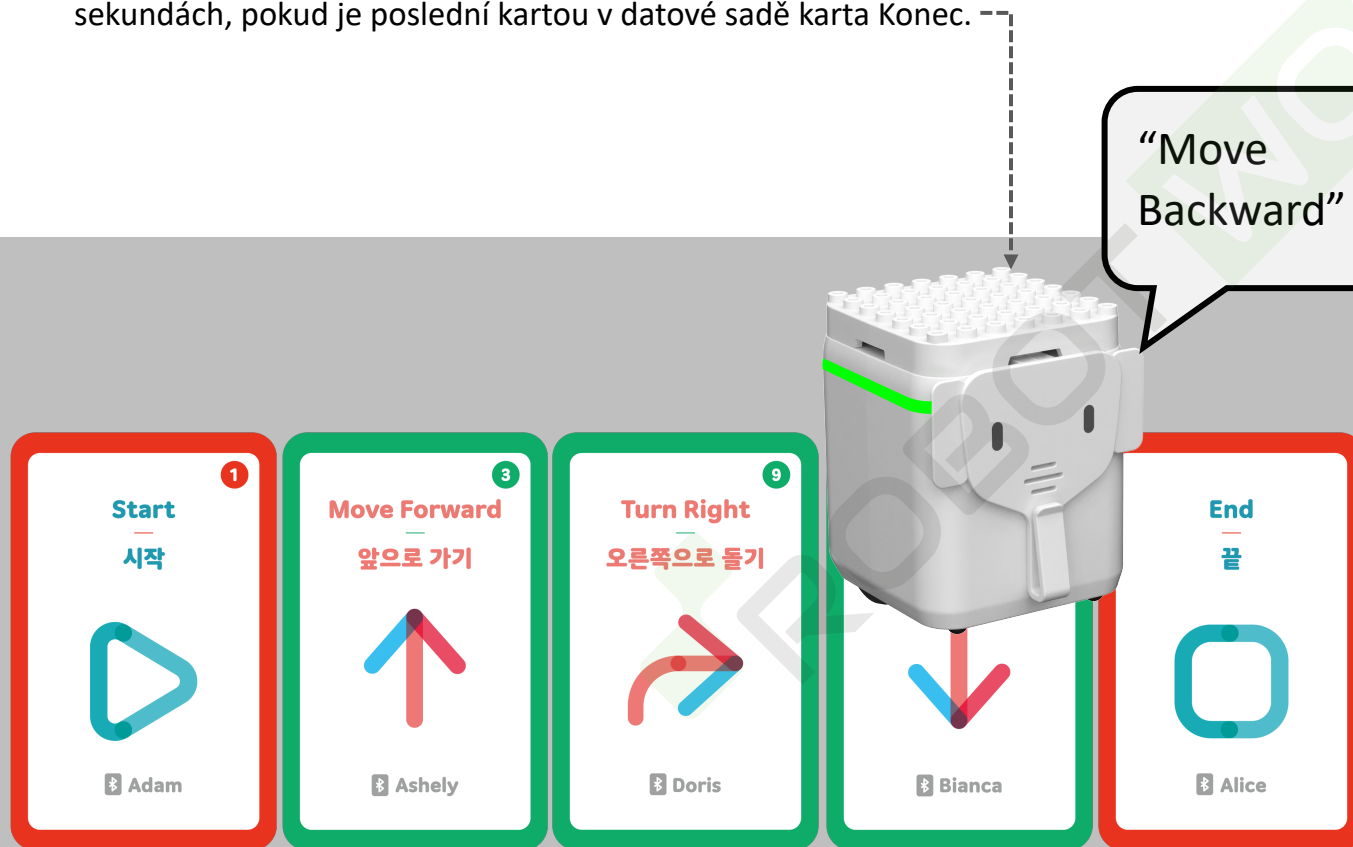 sekundách, pokud je poslední kartou v datové sadě karta Konec.
“Move
Backward”
1
Start
시작
Adam
3
Move Forward
앞으로 가기
Ashely
9
Turn Right
오른쪽으로 돌기
Doris
Bianca
End
끝
Alice
ROBOT WO